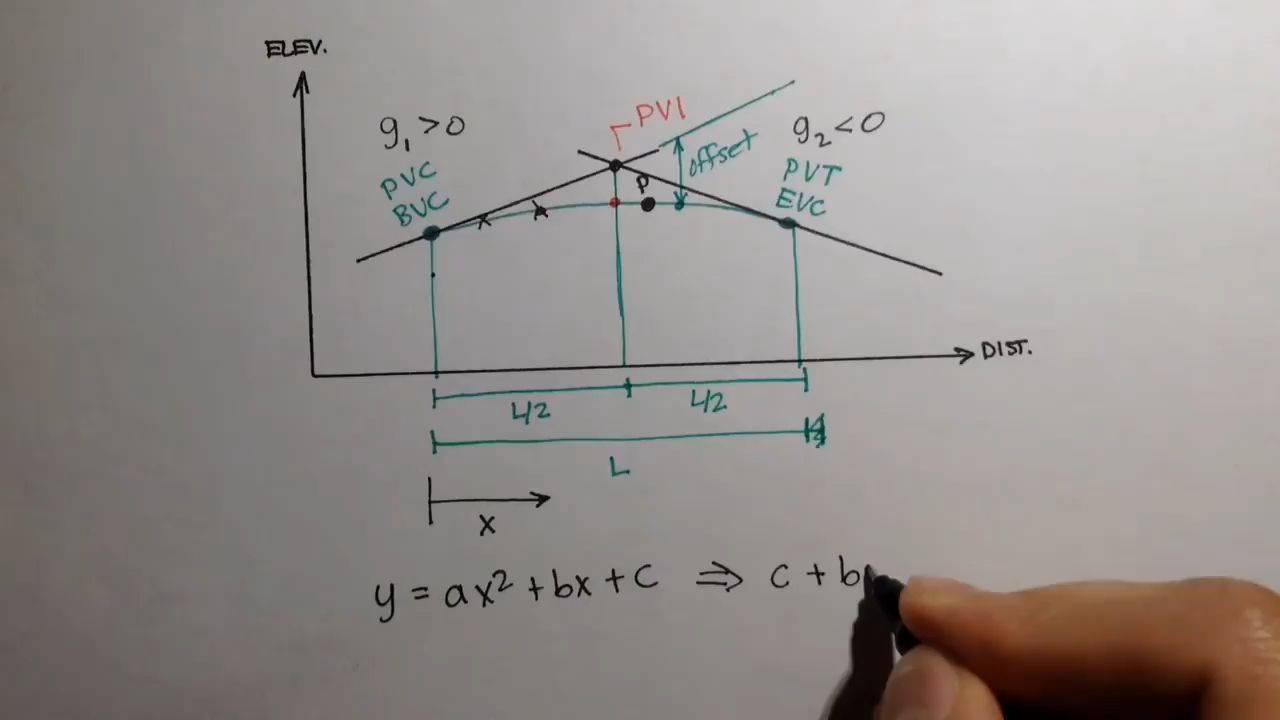 ELEV.
PVI
g₁>0
g₂<0
offset
PVC
BVC
PVT
EVC
P
DIST.
L/2
L/2
L
x
y = ax² + bx + c ⇒ c + b